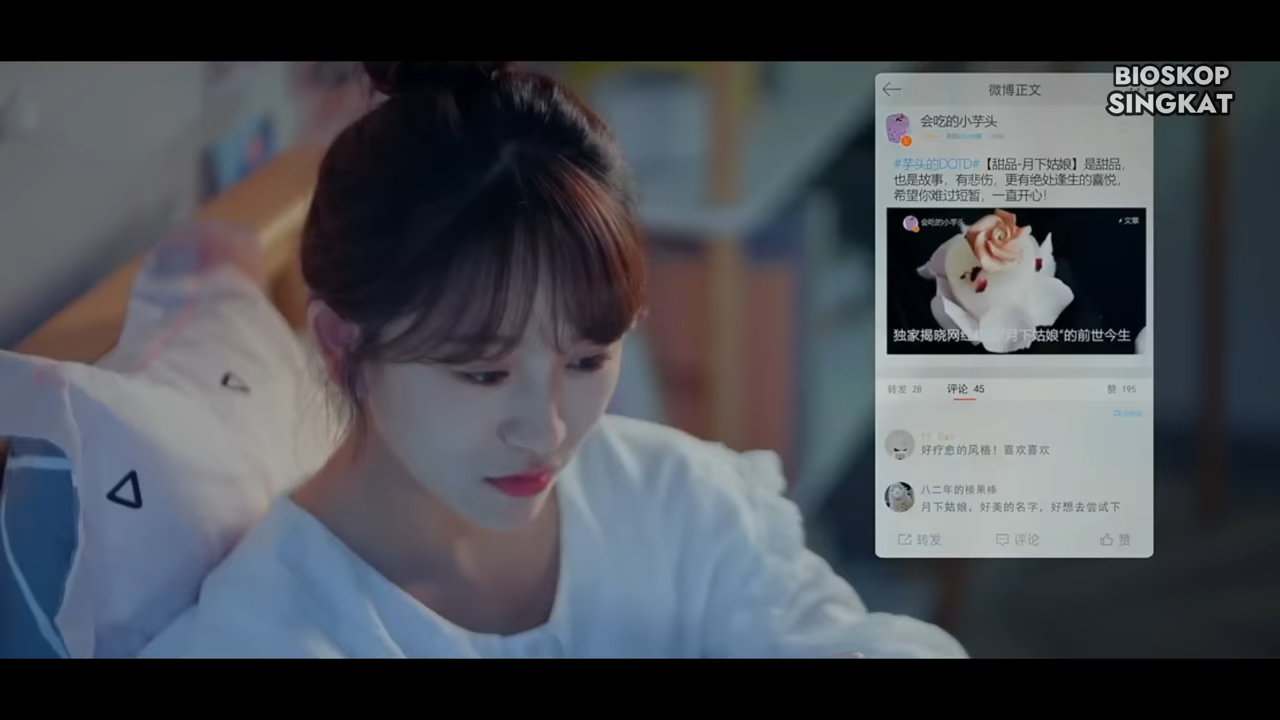 BIOSKOP
SINGKAT
微博正文
会吃的小芋头
#芋头的DOTD#【甜品-月下姑娘】是甜品，
也是故事，有悲伤，更有绝处逢生的喜悦，
希望你难过短暂，一直开心！
会吃的小芋头
文章
独家揭晓网红 "月下姑娘"的前世今生
转发 28
评论 45
赞 195
好疗愈的风格！喜欢喜欢
八二年的榛果棒
月下姑娘，好美的名字，好想去尝试下
转发
评论
赞